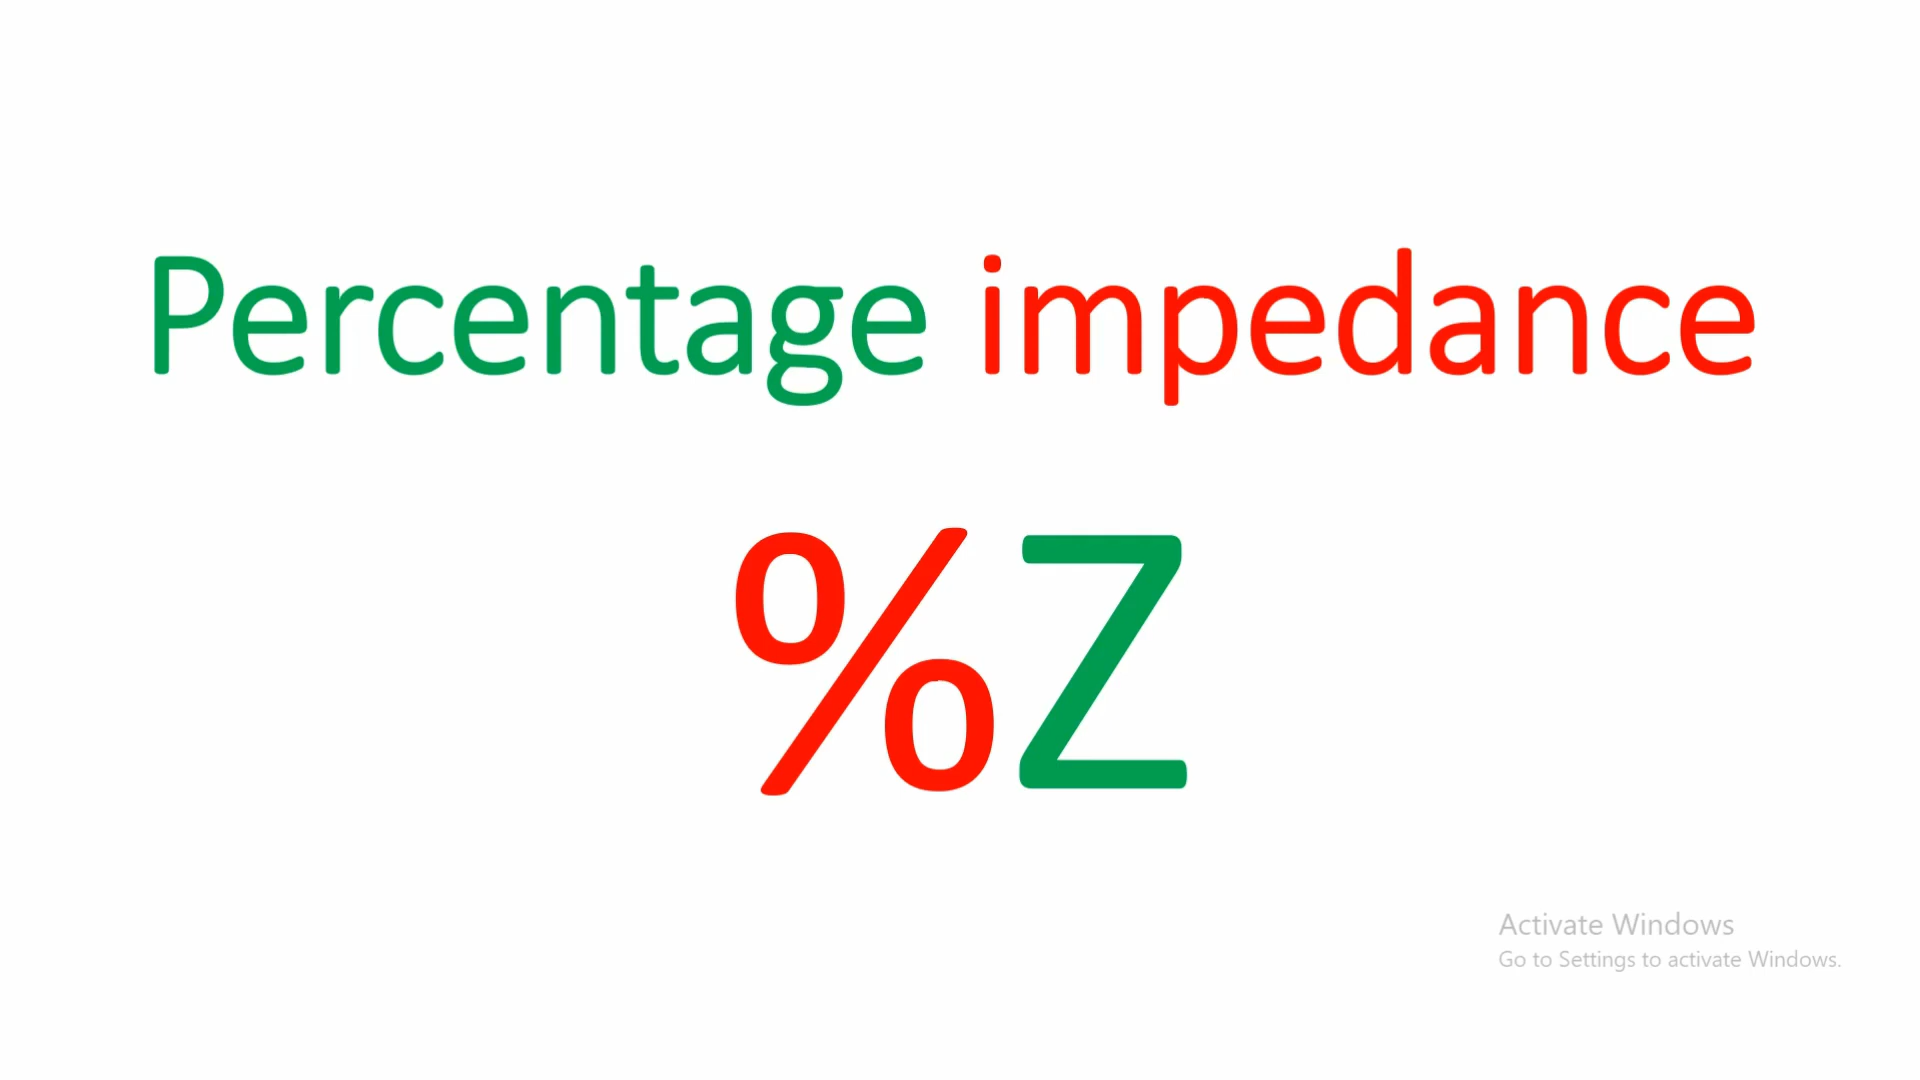 Percentage impedance
%Z
Activate Windows
Go to Settings to activate Windows.